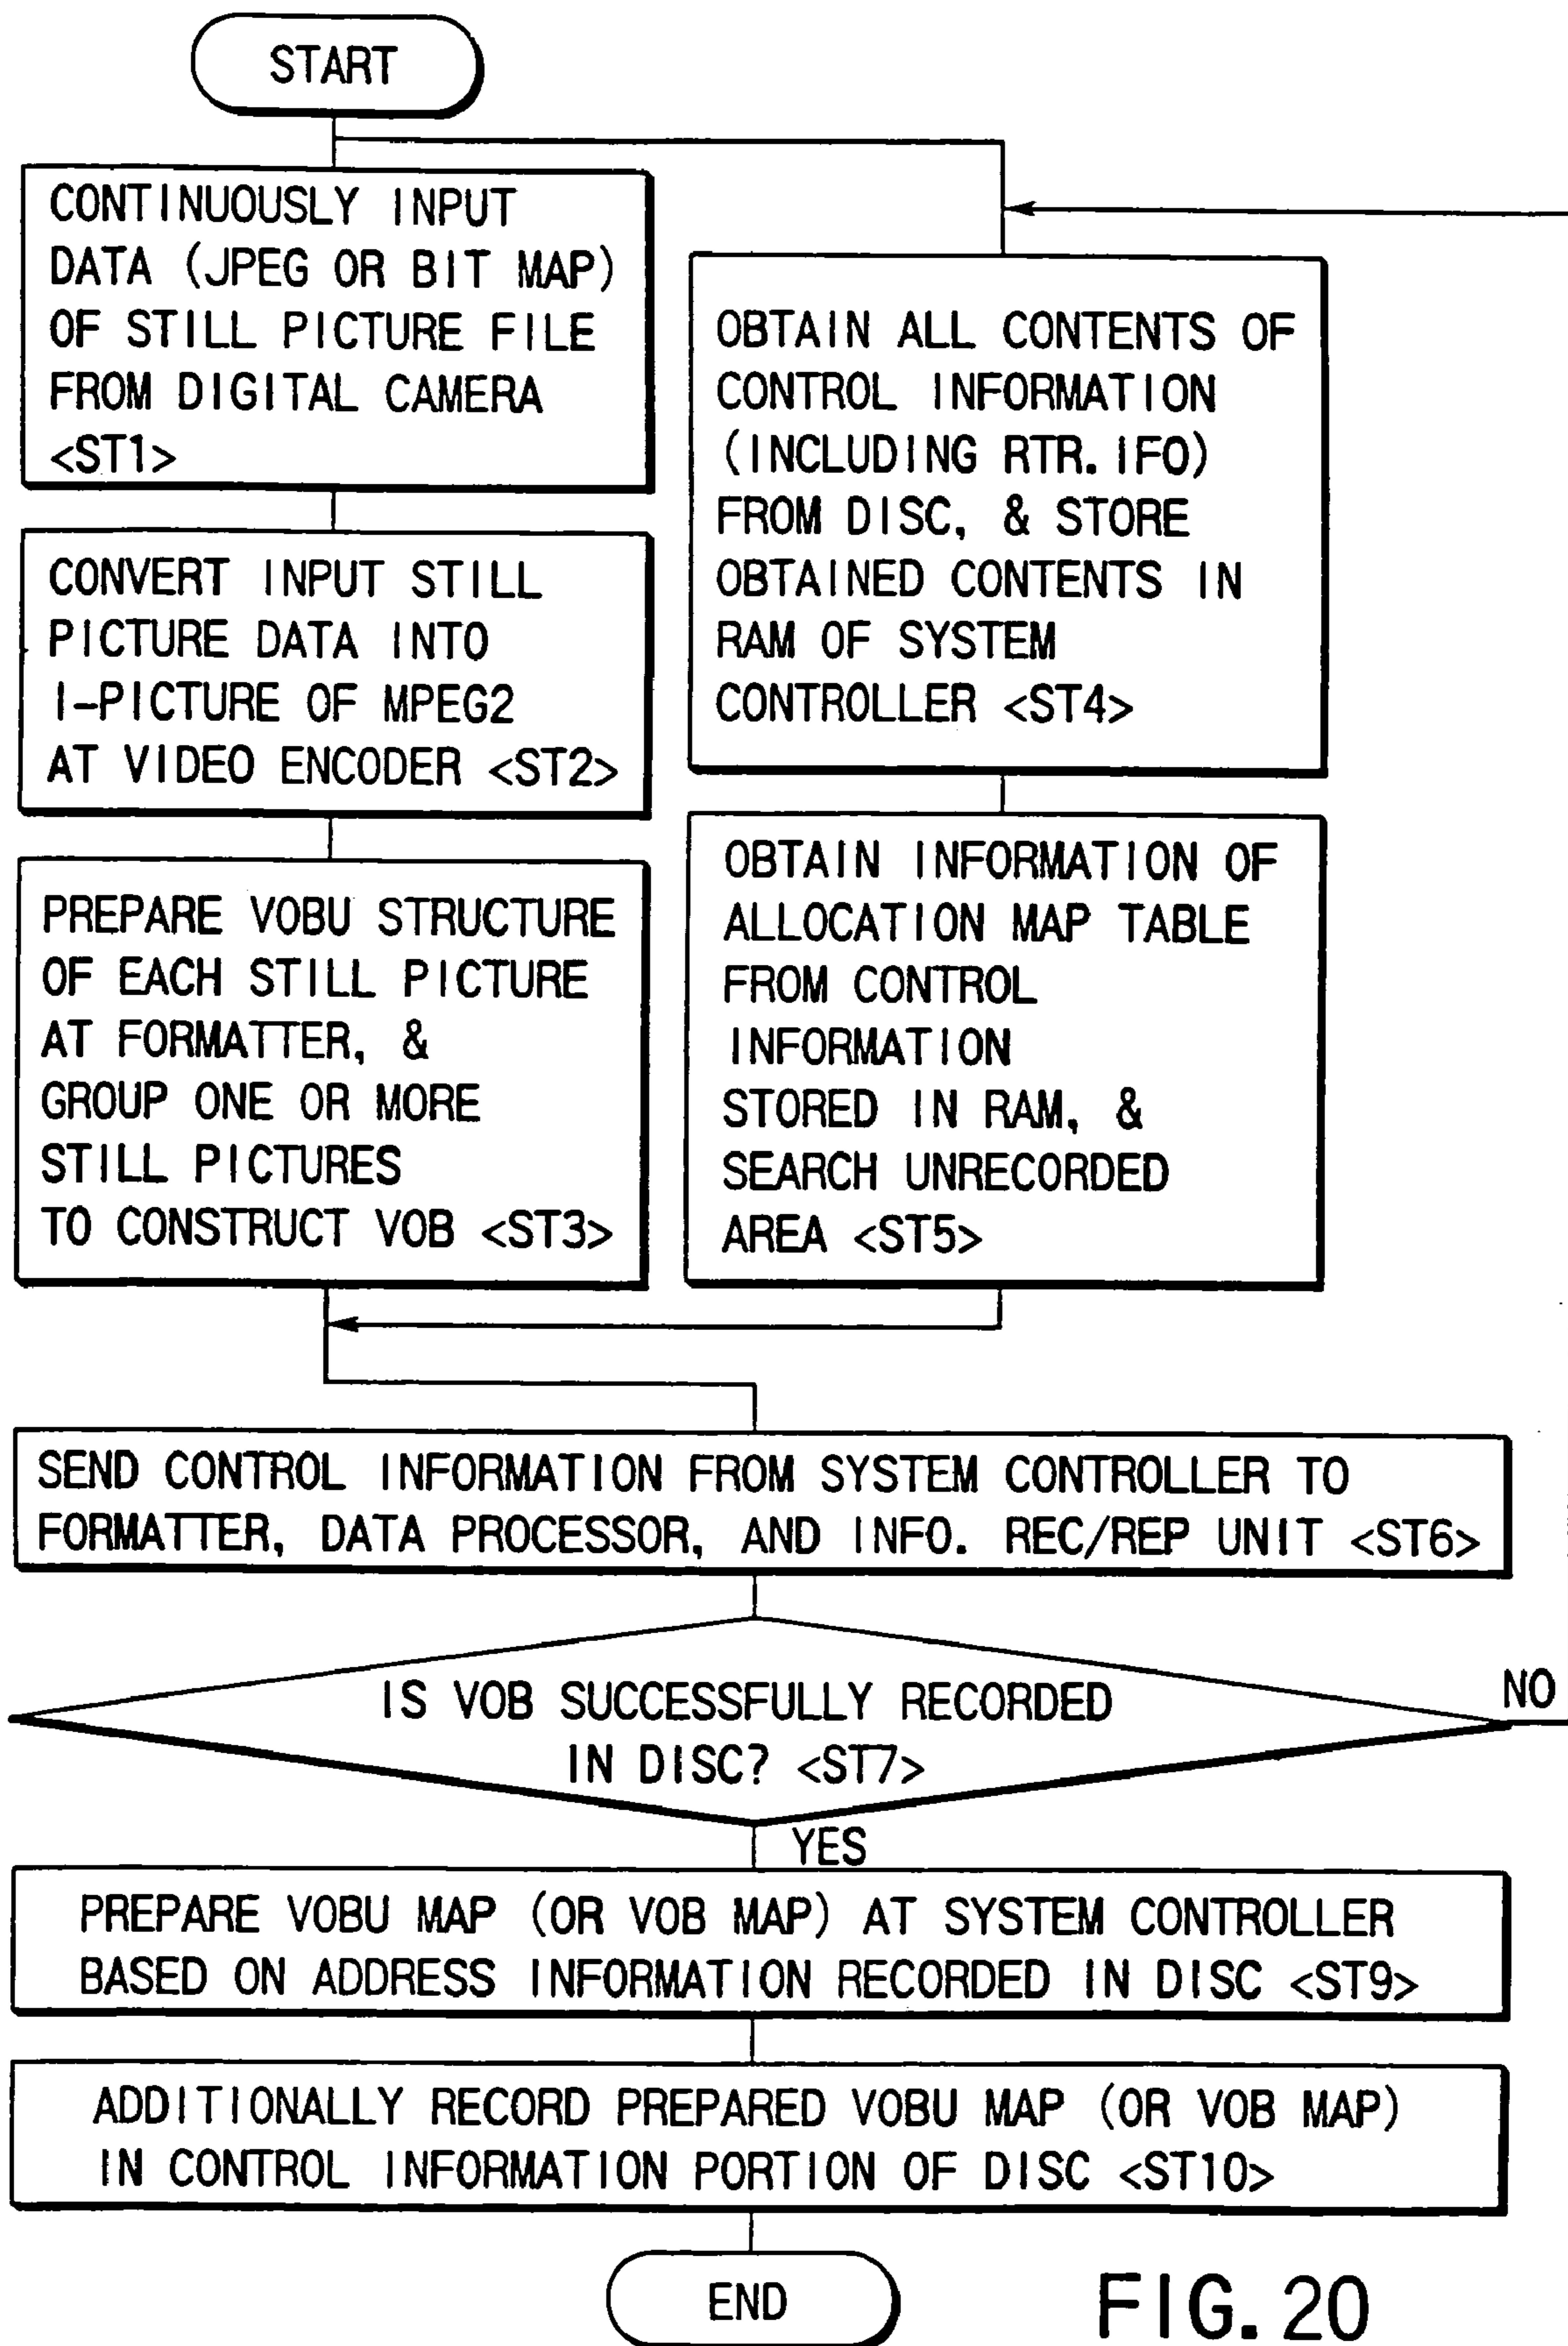 START
CONTINUOUSLY INPUT
DATA (JPEG OR BIT MAP)
OF STILL PICTURE FILE
FROM DIGITAL CAMERA
<ST1>
CONVERT INPUT STILL
PICTURE DATA INTO
I-PICTURE OF MPEG2
AT VIDEO ENCODER <ST2>
PREPARE VOBU STRUCTURE
OF EACH STILL PICTURE
AT FORMATTER, &
GROUP ONE OR MORE
STILL PICTURES
TO CONSTRUCT VOB <ST3>
OBTAIN ALL CONTENTS OF
CONTROL INFORMATION
(INCLUDING RTR. IFO)
FROM DISC, & STORE
OBTAINED CONTENTS IN
RAM OF SYSTEM
CONTROLLER <ST4>
OBTAIN INFORMATION OF
ALLOCATION MAP TABLE
FROM CONTROL
INFORMATION
STORED IN RAM, &
SEARCH UNRECORDED
AREA <ST5>
SEND CONTROL INFORMATION FROM SYSTEM CONTROLLER TO
FORMATTER, DATA PROCESSOR, AND INFO. REC/REP UNIT <ST6>
IS VOB SUCCESSFULLY RECORDED
IN DISC? <ST7>
NO
YES
PREPARE VOBU MAP (OR VOB MAP) AT SYSTEM CONTROLLER
BASED ON ADDRESS INFORMATION RECORDED IN DISC <ST9>
ADDITIONALLY RECORD PREPARED VOBU MAP (OR VOB MAP)
IN CONTROL INFORMATION PORTION OF DISC <ST10>
END
FIG. 20